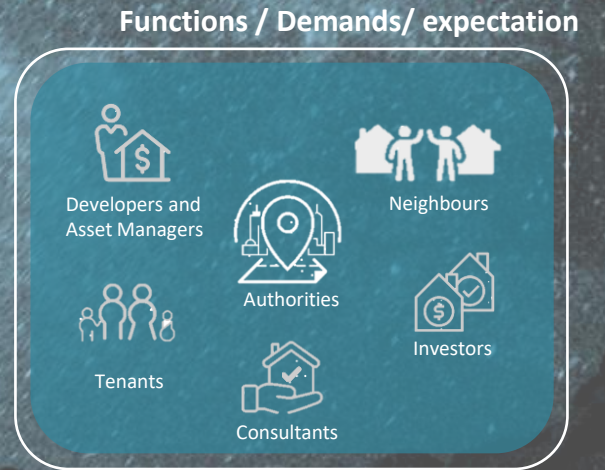 Functions / Demands/ expectation
Developers and
Asset Managers
Neighbours
Authorities
Tenants
Investors
Consultants